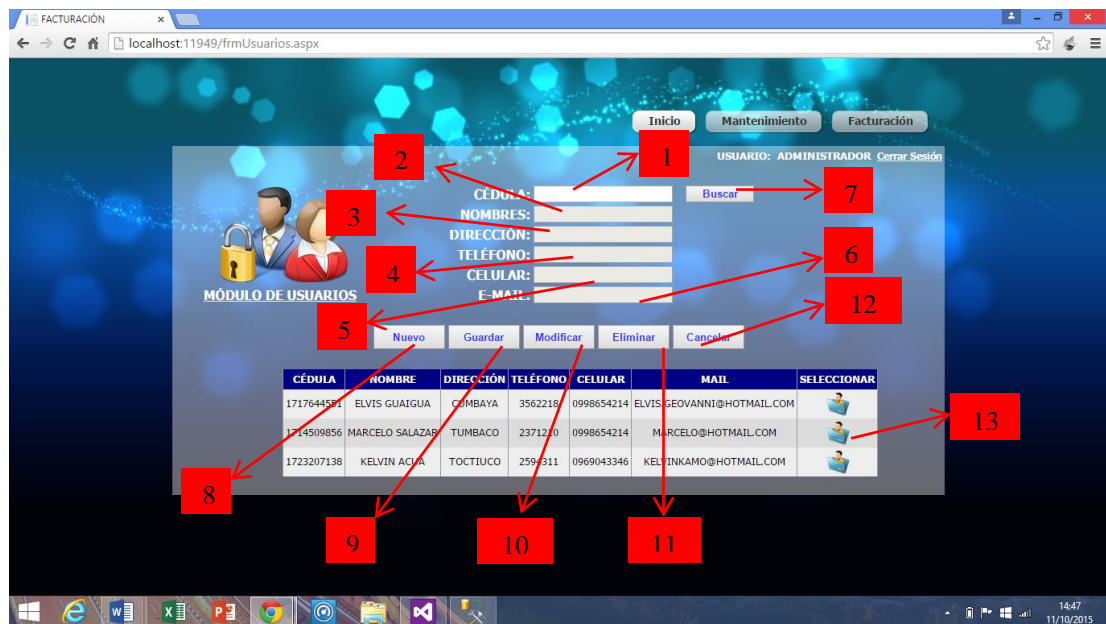 FACTURACIÓN
localhost:11949/frmUsuarios.aspx
Inicio Mantenimiento Facturación
USUARIO: ADMINISTRADOR Cerrar Sesión
1
2
CÉDULA: Buscar 7
3 NOMBRES:
DIRECCIÓN:
4 TELÉFONO: 6
CELULAR:
MÓDULO DE USUARIOS E-MAIL: 12
5 Nuevo Guardar Modificar Eliminar Cancelar
CÉDULA NOMBRE DIRECCIÓN TELÉFONO CELULAR MAIL SELECCIONAR
1717644551 ELVIS GUAIGUA CUMBAYA 3562218 0998654214 ELVIS.GEOVANNI@HOTMAIL.COM
13
1714509856 MARCELO SALAZAR TUMBACO 2371210 0998654214 MARCELO@HOTMAIL.COM
1723207138 KELVIN TOCTIUCO 2594311 0969043346 KELVINKAMO@HOTMAIL.COM
8
9 10 11
14:47
11/10/2015